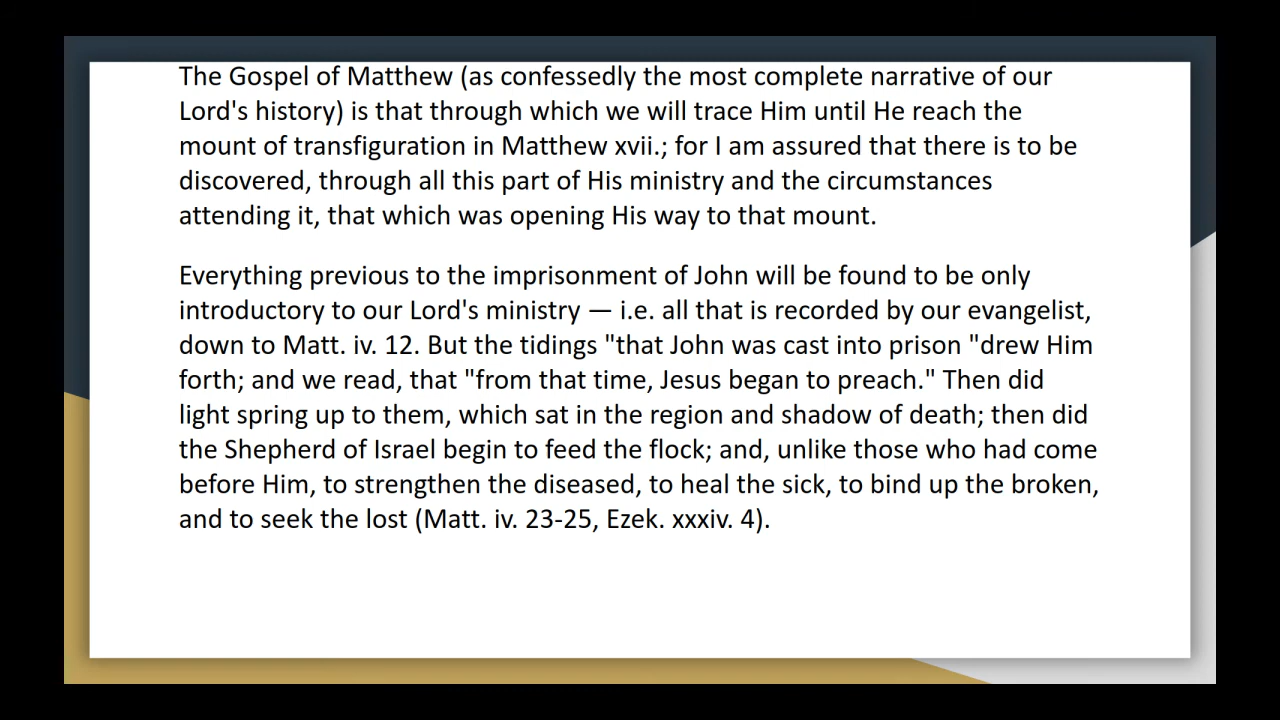 The Gospel of Matthew (as confessedly the most complete narrative of our
Lord's history) is that through which we will trace Him until He reach the
mount of transfiguration in Matthew xvii.; for I am assured that there is to be
discovered, through all this part of His ministry and the circumstances
attending it, that which was opening His way to that mount.
Everything previous to the imprisonment of John will be found to be only
introductory to our Lord's ministry — i.e. all that is recorded by our evangelist,
down to Matt. iv. 12. But the tidings "that John was cast into prison "drew Him
forth; and we read, that "from that time, Jesus began to preach." Then did
light spring up to them, which sat in the region and shadow of death; then did
the Shepherd of Israel begin to feed the flock; and, unlike those who had come
before Him, to strengthen the diseased, to heal the sick, to bind up the broken,
and to seek the lost (Matt. iv. 23-25, Ezek. xxxiv. 4).